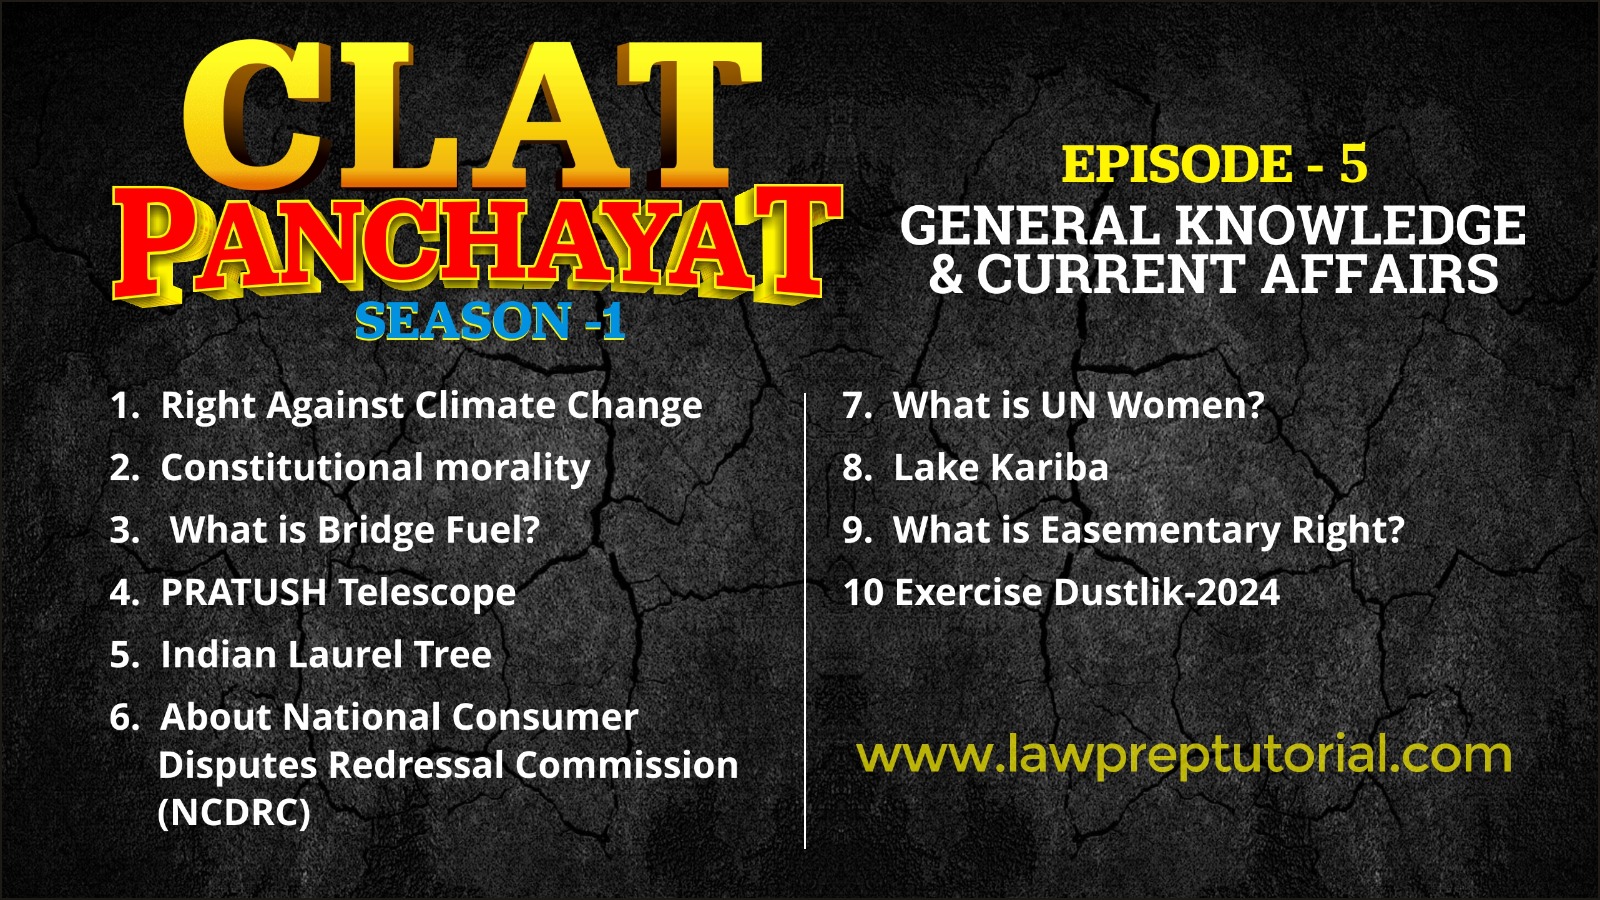 CLAT
PANCHAYAT
SEASON -1
EPISODE - 5
GENERAL KNOWLEDGE
& CURRENT AFFAIRS
1. Right Against Climate Change
2. Constitutional morality
3. What is Bridge Fuel?
4. PRATUSH Telescope
5. Indian Laurel Tree
6. About National Consumer
Disputes Redressal Commission
(NCDRC)
7. What is UN Women?
8. Lake Kariba
9. What is Easementary Right?
10 Exercise Dustlik-2024
www.lawpreptutorial.com